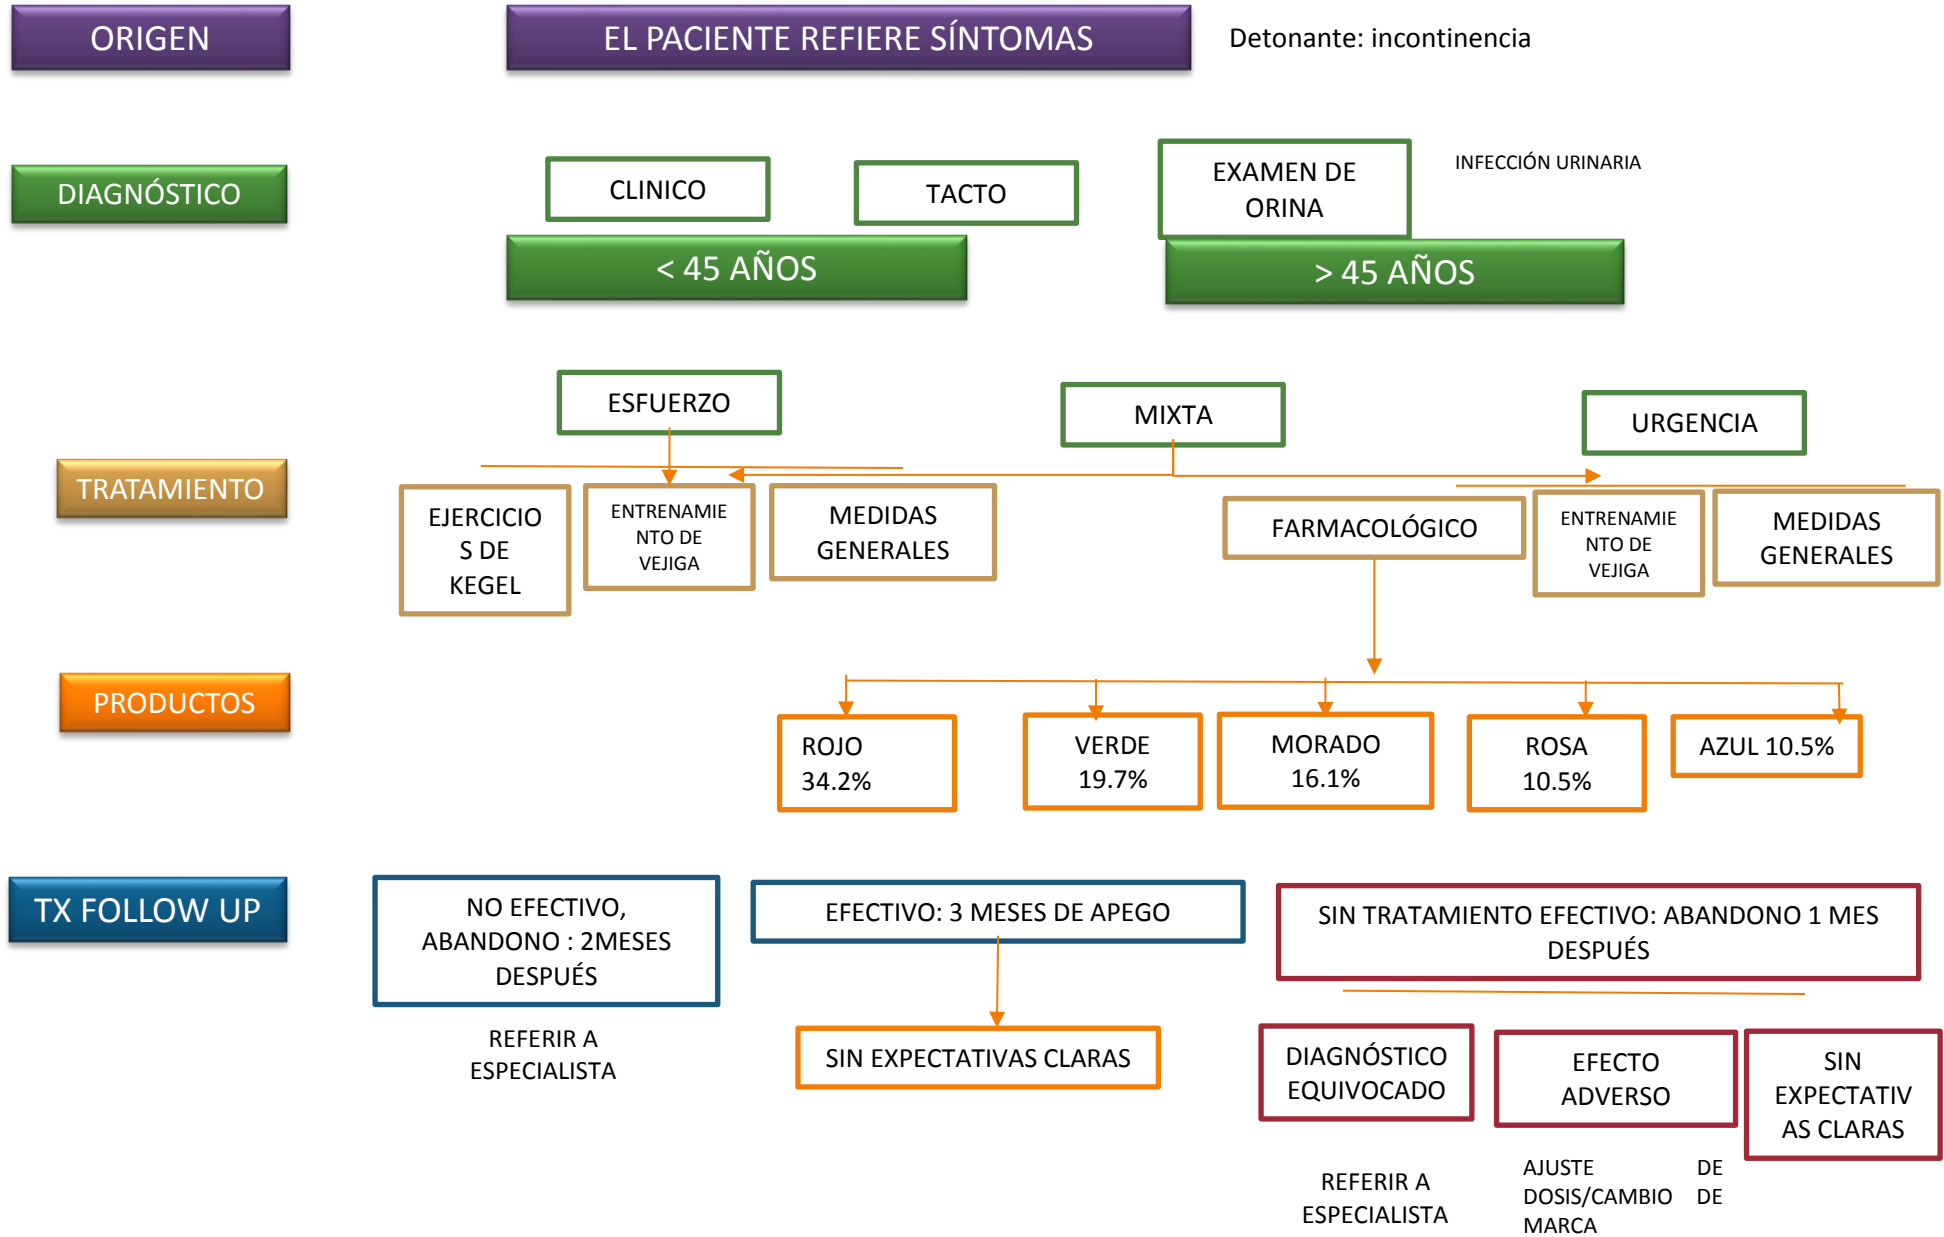 ORIGEN
EL PACIENTE REFIERE SÍNTOMAS
Detonante: incontinencia
DIAGNÓSTICO
CLINICO
TACTO
EXAMEN DE
ORINA
INFECCIÓN URINARIA
< 45 AÑOS
> 45 AÑOS
ESFUERZO
MIXTA
URGENCIA
TRATAMIENTO
EJERCICIO
S DE
KEGEL
ENTRENAMIE
NTO DE
VEJIGA
MEDIDAS
GENERALES
FARMACOLÓGICO
ENTRENAMIE
NTO DE
VEJIGA
MEDIDAS
GENERALES
PRODUCTOS
ROJO
34.2%
VERDE
19.7%
MORADO
16.1%
ROSA
10.5%
AZUL 10.5%
TX FOLLOW UP
NO EFECTIVO,
ABANDONO : 2MESES
DESPUÉS
EFECTIVO: 3 MESES DE APEGO
SIN TRATAMIENTO EFECTIVO: ABANDONO 1 MES
DESPUÉS
REFERIR A
ESPECIALISTA
SIN EXPECTATIVAS CLARAS
DIAGNÓSTICO
EQUIVOCADO
EFECTO
ADVERSO
SIN
EXPECTATIV
AS CLARAS
REFERIR A
ESPECIALISTA
AJUSTE DE
DOSIS/CAMBIO DE
MARCA